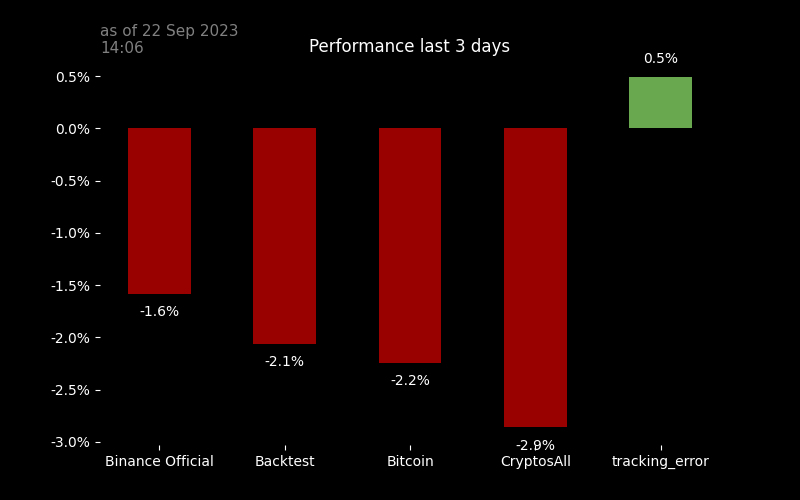 as of 22 Sep 2023
14:06
Performance last 3 days
0.5%
0.5%
0.0%
-0.5%
-1.0%
-1.5%
-2.0%
-2.5%
-3.0%
-1.6%
-2.1%
-2.2%
-2.9%
Binance Official
Backtest
Bitcoin
CryptosAll
tracking_error